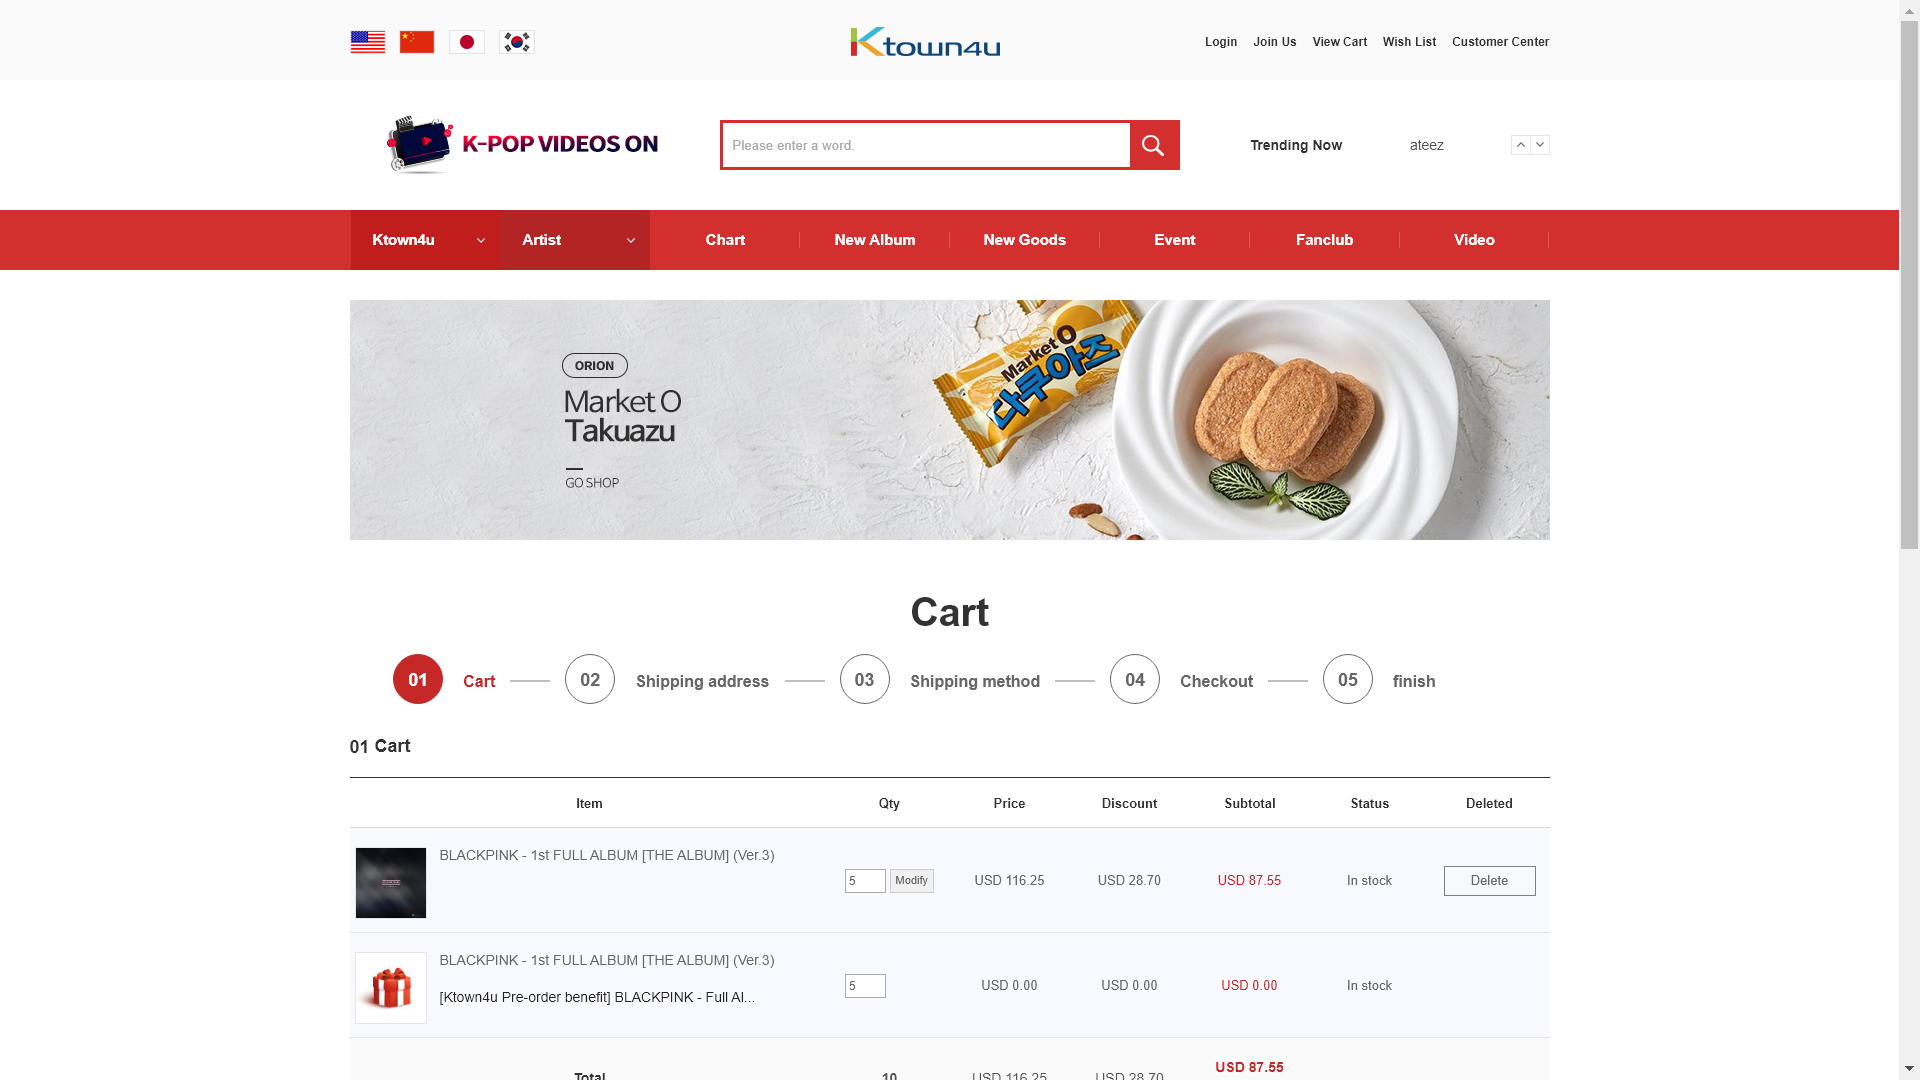 Ktown4u
Login Join Us View Cart Wish List Customer Center
K-POP VIDEOS ON
Please enter a word.
Trending Now ateez
Ktown4u Artist Chart New Album New Goods Event Fanclub Video
ORION
Market O
Takuazu
GO SHOP
Market O
다쿠아즈
Cart
01 Cart 02 Shipping address 03 Shipping method 04 Checkout 05 finish
01 Cart
Item Qty Price Discount Subtotal Status Deleted
BLACKPINK - 1st FULL ALBUM [THE ALBUM] (Ver.3)
5 Modify USD 116.25 USD 28.70 USD 87.55 In stock Delete
BLACKPINK - 1st FULL ALBUM [THE ALBUM] (Ver.3)
[Ktown4u Pre-order benefit] BLACKPINK - Full Al...
5 USD 0.00 USD 0.00 USD 0.00 In stock
USD 87.55
Total 10 USD 116.25 USD 28.70